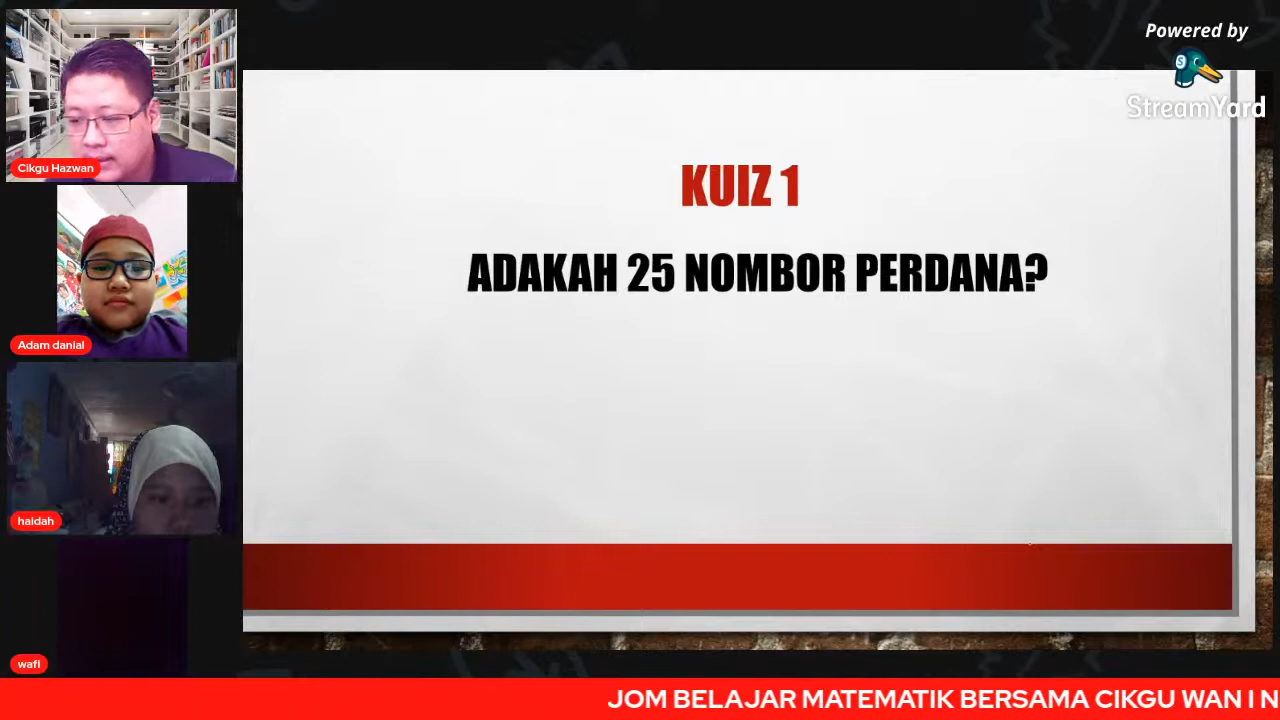 Powered by
StreamYard
Cikgu Hazwan
KUIZ 1
ADAKAH 25 NOMBOR PERDANA?
Adam danial
haidah
wafi
JOM BELAJAR MATEMATIK BERSAMA CIKGU WAN I N